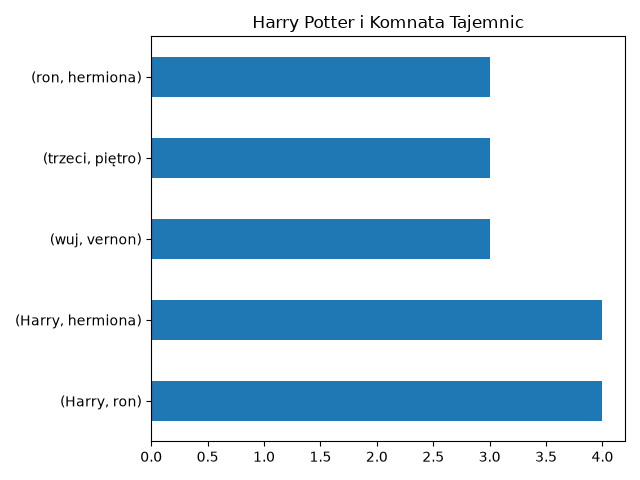 Harry Potter i Komnata Tajemnic
(ron, hermiona)
(trzeci, piętro)
(wuj, vernon)
(Harry, hermiona)
(Harry, ron)
0.0 0.5 1.0 1.5 2.0 2.5 3.0 3.5 4.0